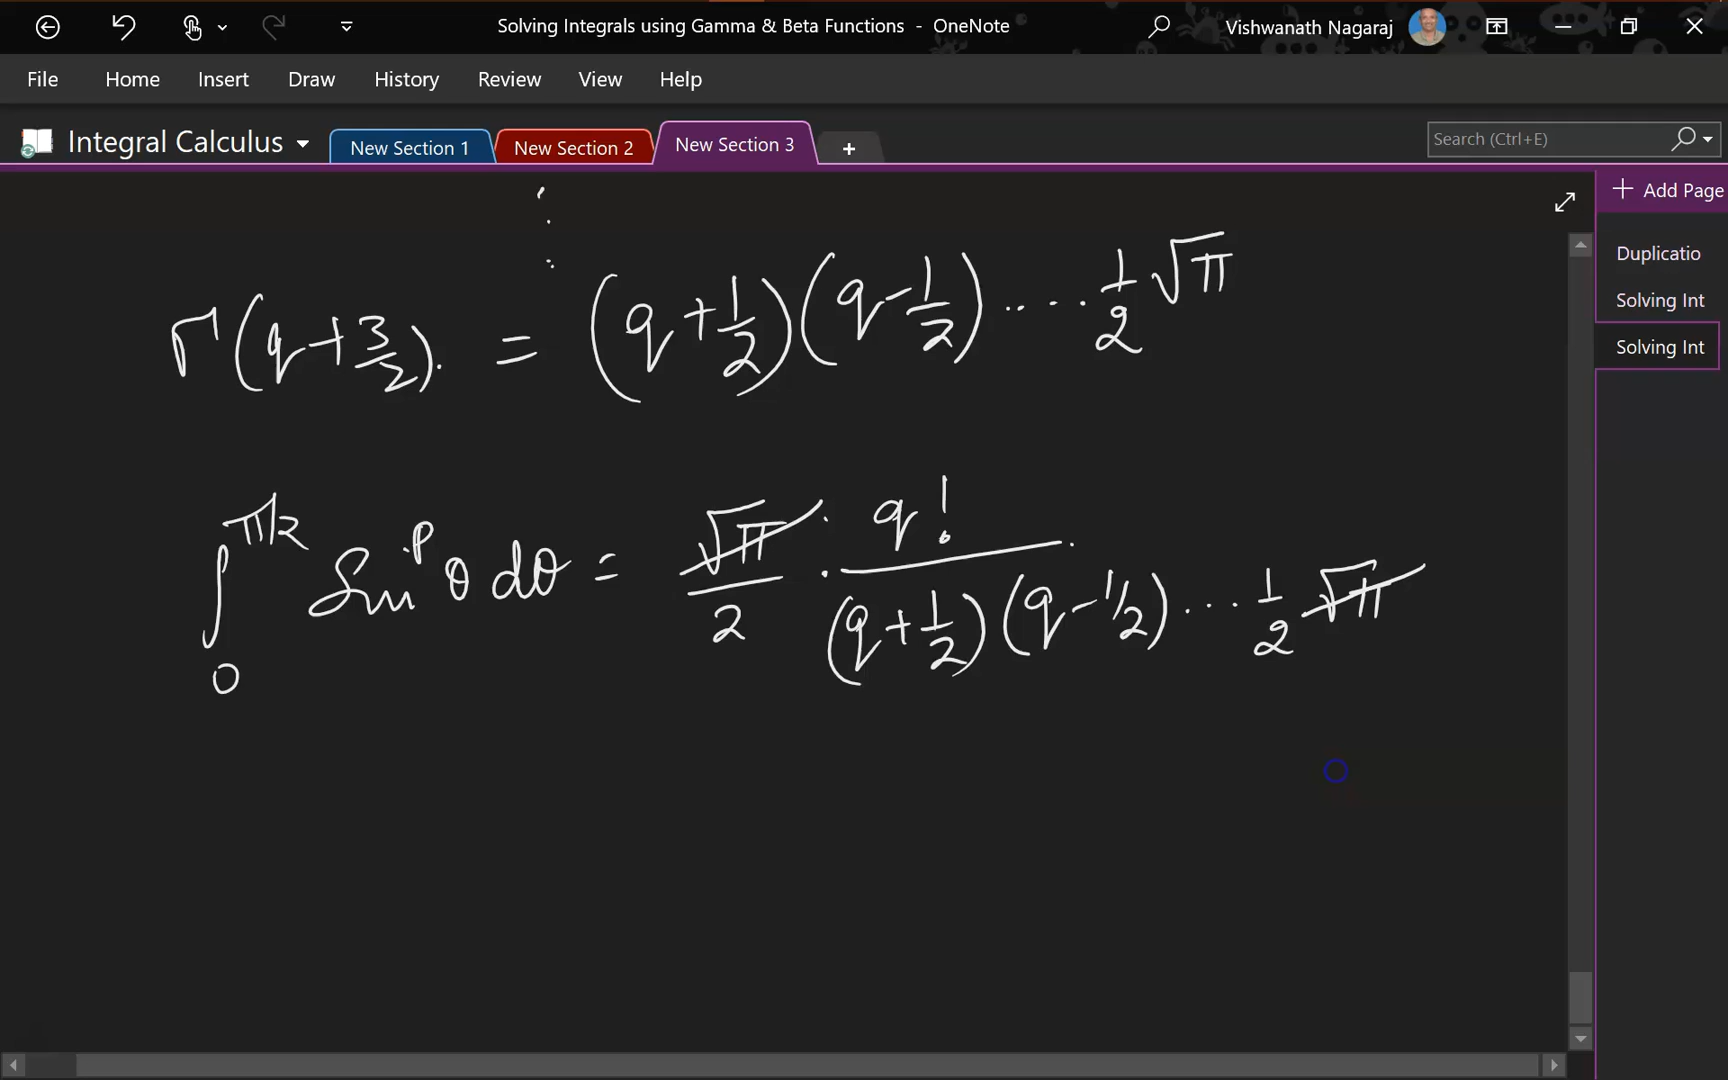 Solving Integrals using Gamma & Beta Functions - OneNote
Vishwanath Nagaraj
File Home Insert Draw History Review View Help
Integral Calculus
New Section 1
New Section 2
New Section 3
+
Search (Ctrl+E)
+ Add Page
Duplicatio
Solving Int
Solving Int
Γ(q+3/2). = (q+1/2)(q-1/2).....1/2 √π
∫₀^π/2 Sin^p θ dθ = √π/2 . q!/(q+1/2)(q-1/2)...1/2 √π